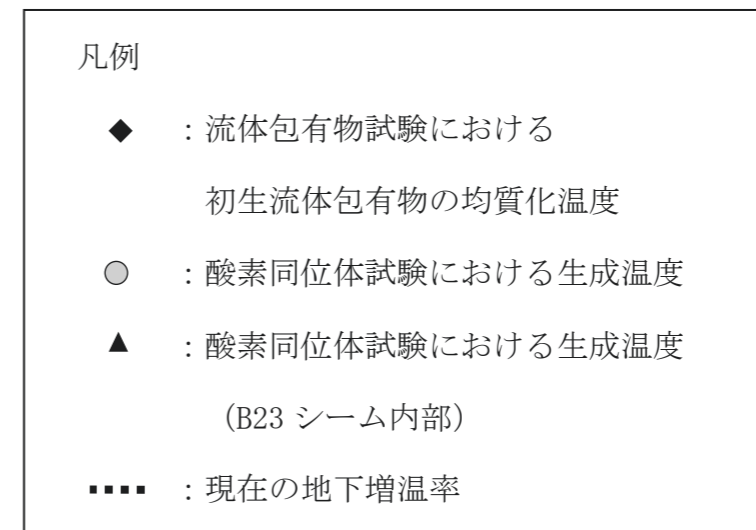 凡例
◆ :流体包有物試験における
初生流体包有物の均質化温度
○ :酸素同位体試験における生成温度
▲ :酸素同位体試験における生成温度
(B23 シーム内部)
▪▪▪▪ :現在の地下増温率